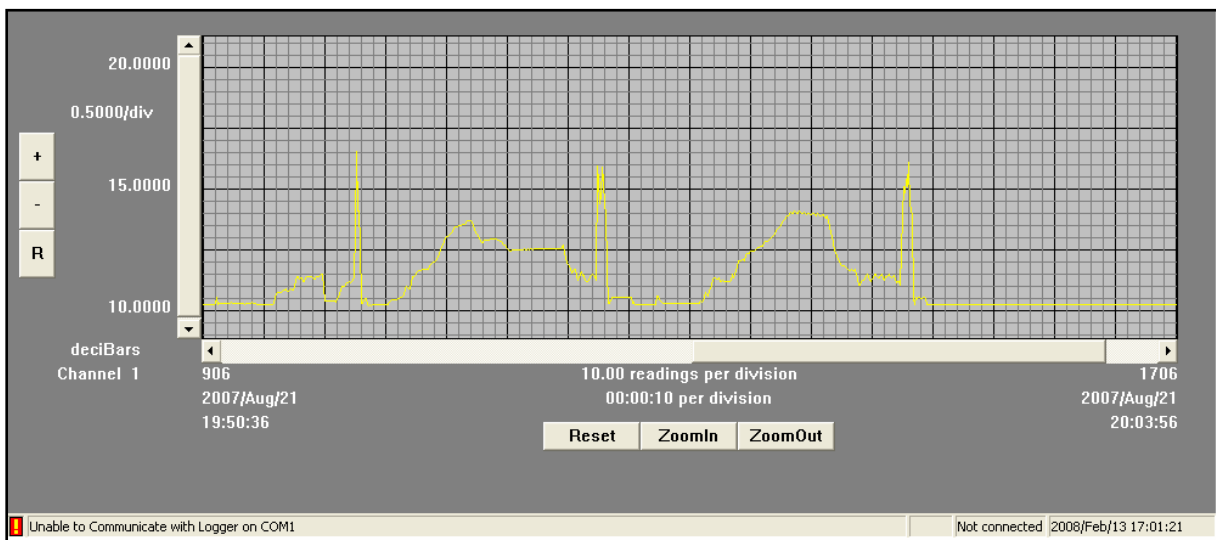 20.0000
0.5000/div
+
15.0000
-
R
10.0000
deciBars
Channel 1
906 10.00 readings per division 1706
2007/Aug/21 00:00:10 per division 2007/Aug/21
19:50:36 20:03:56
Reset ZoomIn ZoomOut
! Unable to Communicate with Logger on COM1 Not connected 2008/Feb/13 17:01:21